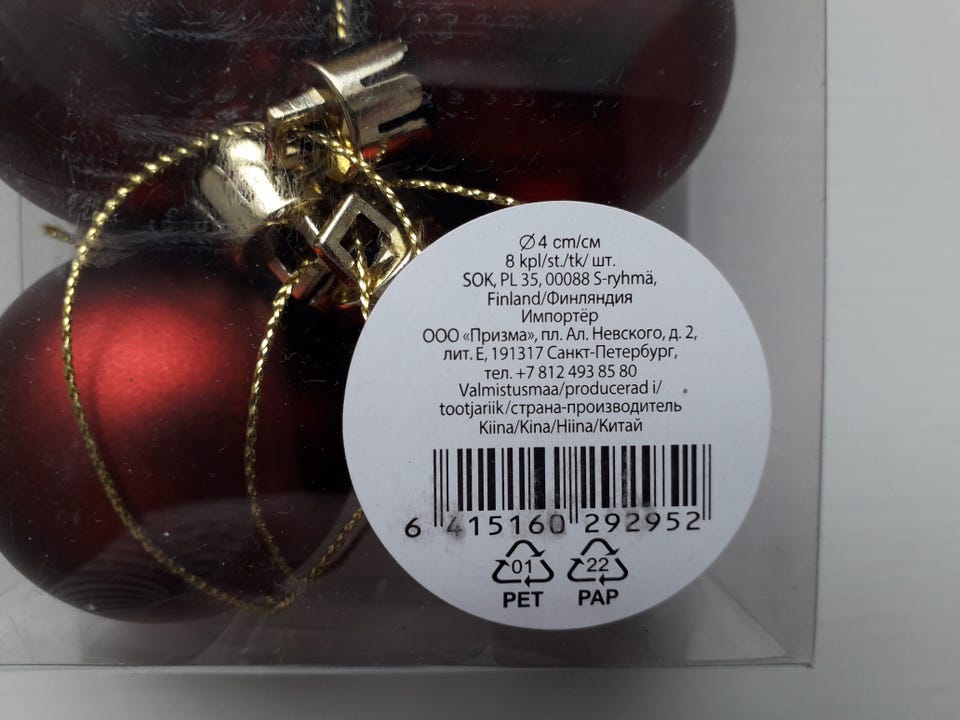 Ø 4 cm/см
8 kpl/st./tk/ шт.
SOK, PL 35, 00088 S-ryhmä,
Finland/Финляндия
Импортёр
ООО «Призма», пл. Ал. Невского, д. 2,
лит. Е, 191317 Санкт-Петербург,
тел. +7 812 493 85 80
Valmistusmaa/producerad i/
tootjariik/страна-производитель
Kiina/Kina/Hiina/Китай
6 415160 292952
01 22
PET PAP